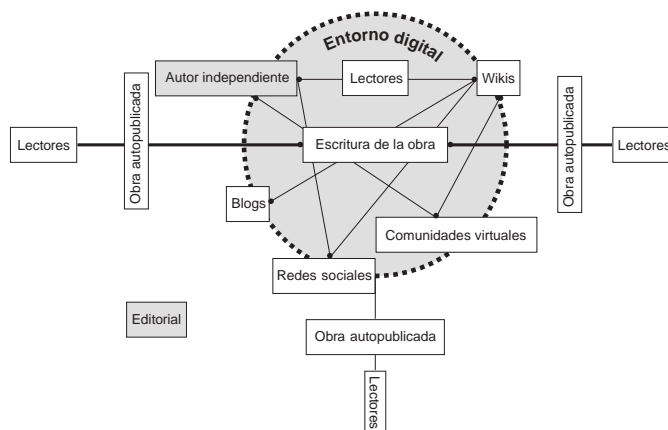 Entorno digital
Autor independiente
Lectores
Wikis
Obra autopublicada
Obra autopublicada
Lectores
Escritura de la obra
Lectores
Blogs
Comunidades virtuales
Redes sociales
Editorial
Obra autopublicada
Lectores